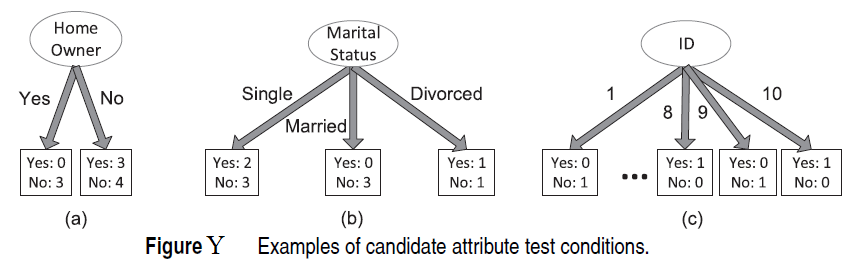 Home
Owner
Yes
No
Yes: 0
No: 3
Yes: 3
No: 4
(a)
Marital
Status
Single
Married
Divorced
Yes: 2
No: 3
Yes: 0
No: 3
Yes: 1
No: 1
(b)
ID
1
8
9
10
Yes: 0
No: 1
...
Yes: 1
No: 0
Yes: 0
No: 1
Yes: 1
No: 0
(c)
Figure Y Examples of candidate attribute test conditions.